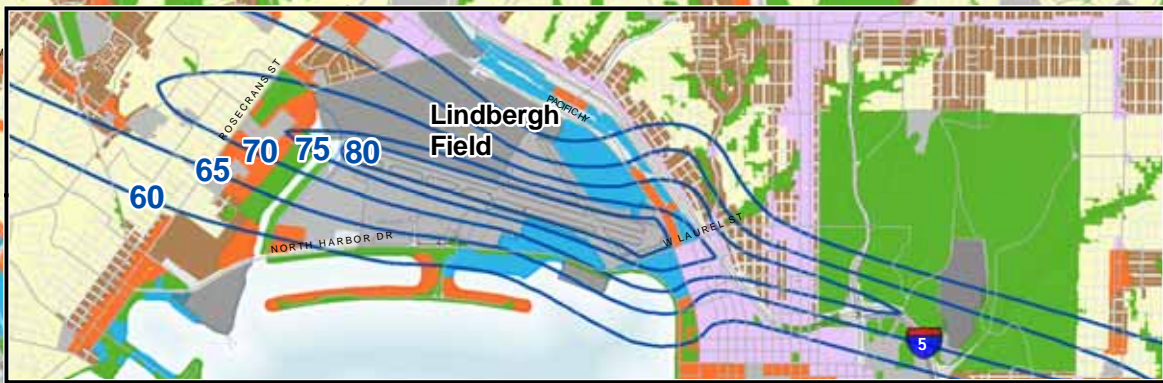 ROSECRANS ST
PACIFIC HY
Lindbergh
Field
80
75
70
65
60
W LAUREL ST
NORTH HARBOR DR
5